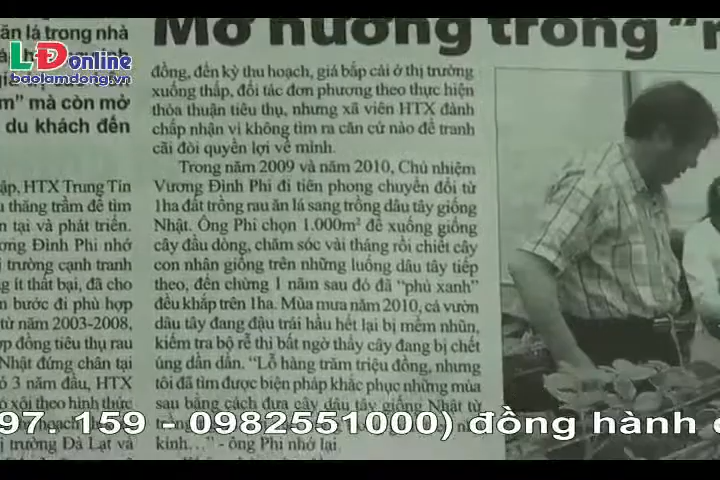 Mở hướng trong "n
LĐ online
baolamdong.vn
ăn lá trong nhà
m" mà còn mở
du khách đến
ập, HTX Trung Tín
u thăng trầm để tìm
n tại và phát triển.
ơng Đình Phi nhớ
ị trường cạnh tranh
g ít thất bại, đã cho
n bước đi phù hợp
từ năm 2003-2008,
ợp đồng tiêu thụ rau
Nhật đứng chân tại
ó 3 năm đầu, HTX
ó xôi theo hình thức
ị trường Đà Lạt và
đồng, đến kỳ thu hoạch, giá bắp cải ở thị trường
xuống thấp, đối tác đơn phương theo thực hiện
thỏa thuận tiêu thụ, nhưng xã viên HTX đành
chấp nhận vì không tìm ra căn cứ nào để tranh
cãi đòi quyền lợi về mình.
Trong năm 2009 và năm 2010, Chủ nhiệm
Vương Đình Phi đi tiên phong chuyển đổi từ
1ha đất trồng rau ăn lá sang trồng dâu tây giống
Nhật. Ông Phi chọn 1.000m² để xuống giống
cây đầu dòng, chăm sóc vài tháng rồi chiết cây
con nhân giống trên những luống dâu tây tiếp
theo, đến chừng 1 năm sau đó đã "phủ xanh"
đều khắp trên 1ha. Mùa mưa năm 2010, cả vườn
dâu tây đang đậu trái hầu hết lại bị mềm nhũn,
kiểm tra bộ rễ thì bất ngờ thấy cây đang bị chết
úng dần dần. "Lỗ hàng trăm triệu đồng, nhưng
tôi đã tìm được biện pháp khắc phục những mùa
sau bằng cách đưa cây dâu tây giống Nhật từ
kính..." - ông Phi nhớ lại.
97. 159 - 0982551000) đồng hành